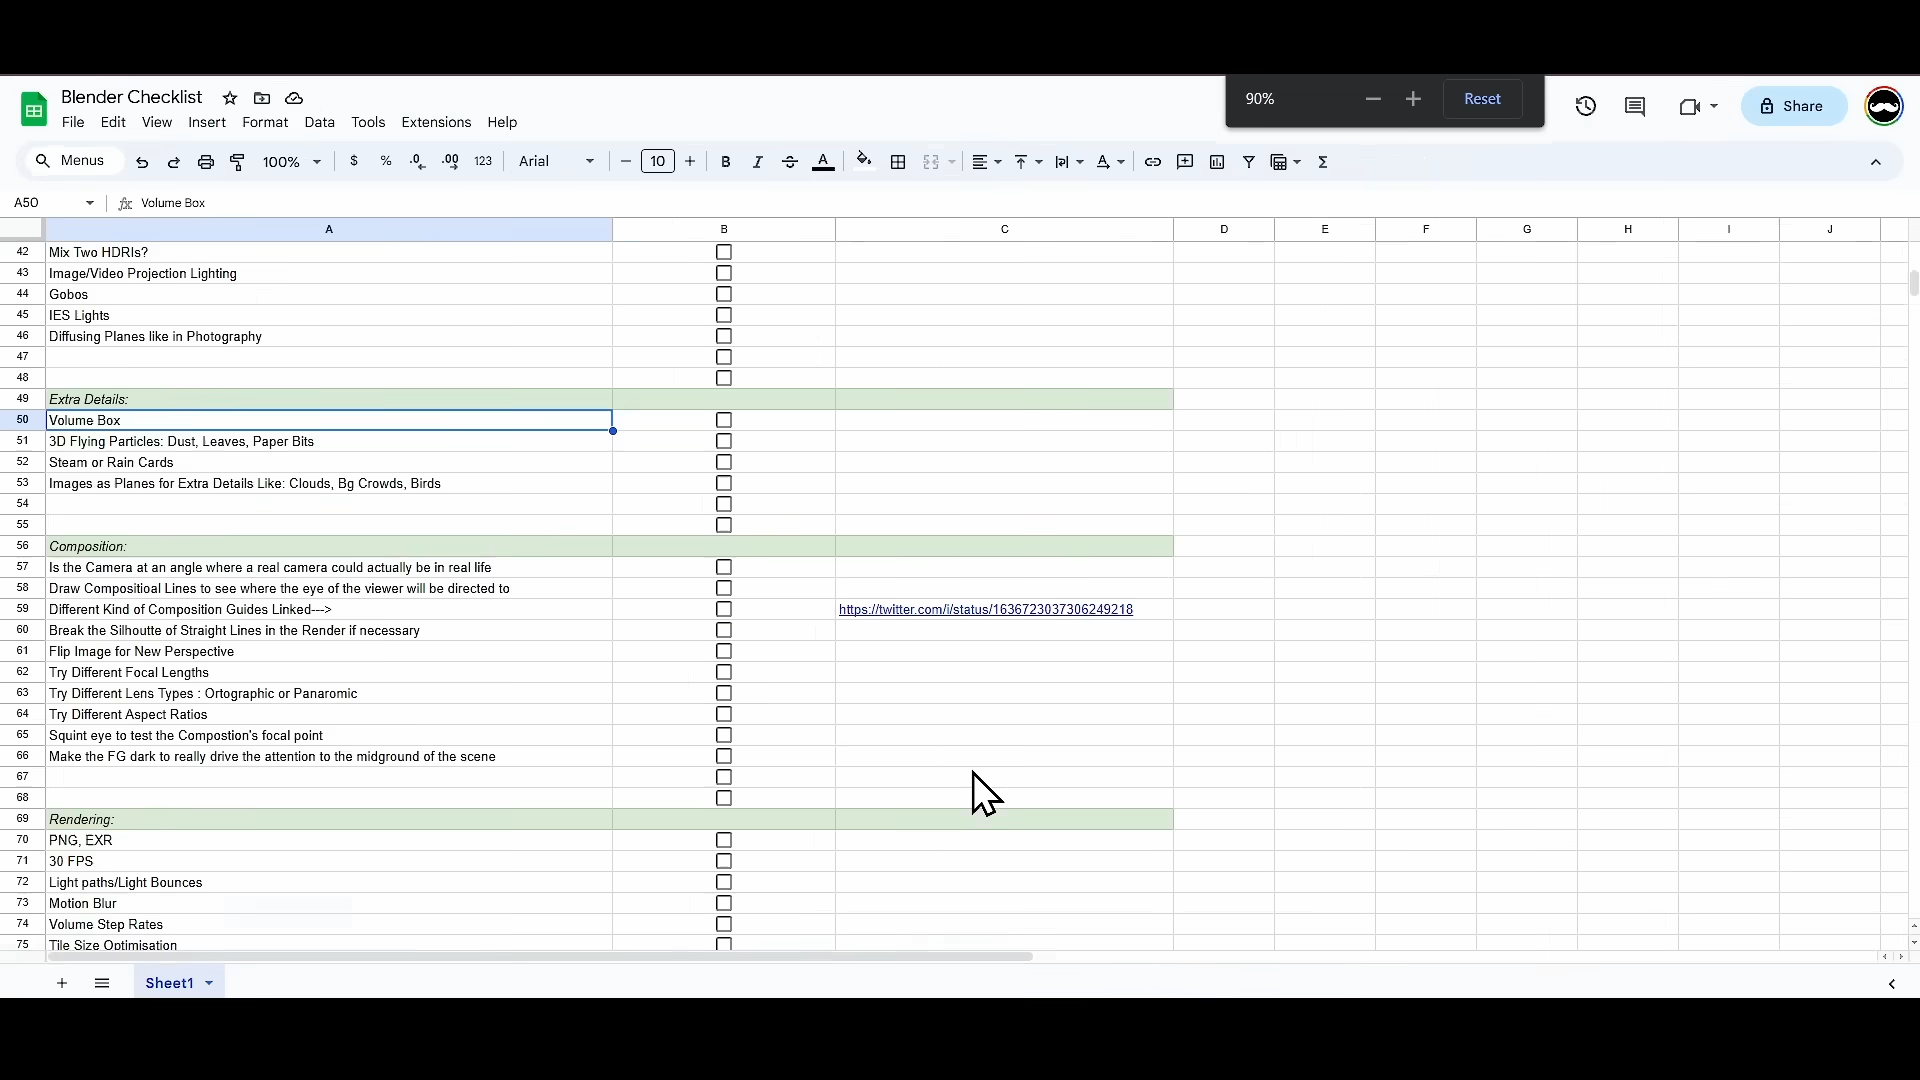 Blender Checklist
90%
Reset
Share
File Edit View Insert Format Data Tools Extensions Help
Menus 100% $ % .0 .00 123 Arial 10 B I A Σ
A50 fx Volume Box
A B C D E F G H I J
42 Mix Two HDRIs?
43 Image/Video Projection Lighting
44 Gobos
45 IES Lights
46 Diffusing Planes like in Photography
47
48
49 Extra Details:
50 Volume Box
51 3D Flying Particles: Dust, Leaves, Paper Bits
52 Steam or Rain Cards
53 Images as Planes for Extra Details Like: Clouds, Bg Crowds, Birds
54
55
56 Composition:
57 Is the Camera at an angle where a real camera could actually be in real life
58 Draw Compositioal Lines to see where the eye of the viewer will be directed to
59 Different Kind of Composition Guides Linked---> https://twitter.com/i/status/1636723037306249218
60 Break the Silhoutte of Straight Lines in the Render if necessary
61 Flip Image for New Perspective
62 Try Different Focal Lengths
63 Try Different Lens Types : Ortographic or Panaromic
64 Try Different Aspect Ratios
65 Squint eye to test the Compostion's focal point
66 Make the FG dark to really drive the attention to the midground of the scene
67
68
69 Rendering:
70 PNG, EXR
71 30 FPS
72 Light paths/Light Bounces
73 Motion Blur
74 Volume Step Rates
75 Tile Size Optimisation
Sheet1